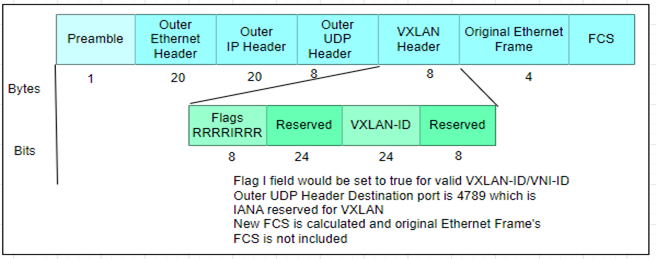 Preamble
Outer
Ethernet
Header
Outer
IP Header
Outer
UDP
Header
VXLAN
Header
Original Ethernet
Frame
FCS
Bytes
1
20
20
8
8
4
Flags
RRRRIRRR
Reserved
VXLAN-ID
Reserved
Bits
8
24
24
8
Flag I field would be set to true for valid VXLAN-ID/VNI-ID
Outer UDP Header Destination port is 4789 which is
IANA reserved for VXLAN
New FCS is calculated and original Ethernet Frame's
FCS is not included